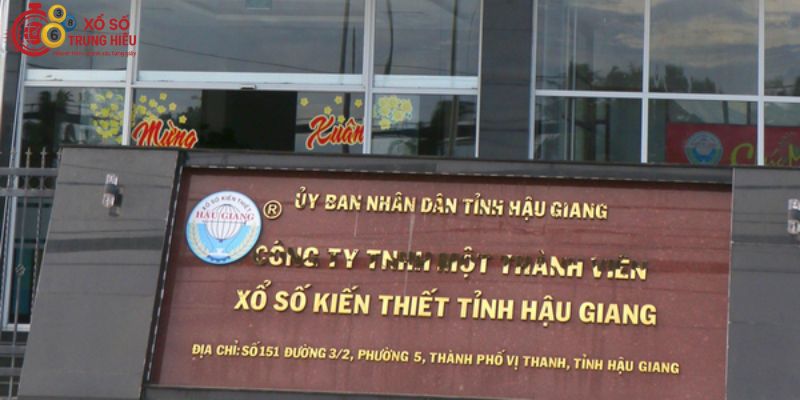 XỔ SỐ
TRUNG HIẾU
Mừng
Xuân
XỔ SỐ KIẾN THIẾT
HẬU GIANG
®
ỦY BAN NHÂN DÂN TỈNH HẬU GIANG
CÔNG TY TNHH MỘT THÀNH VIÊN
XỔ SỐ KIẾN THIẾT TỈNH HẬU GIANG
ĐỊA CHỈ: SỐ 151 ĐƯỜNG 3/2, PHƯỜNG 5, THÀNH PHỐ VỊ THANH, TỈNH HẬU GIANG